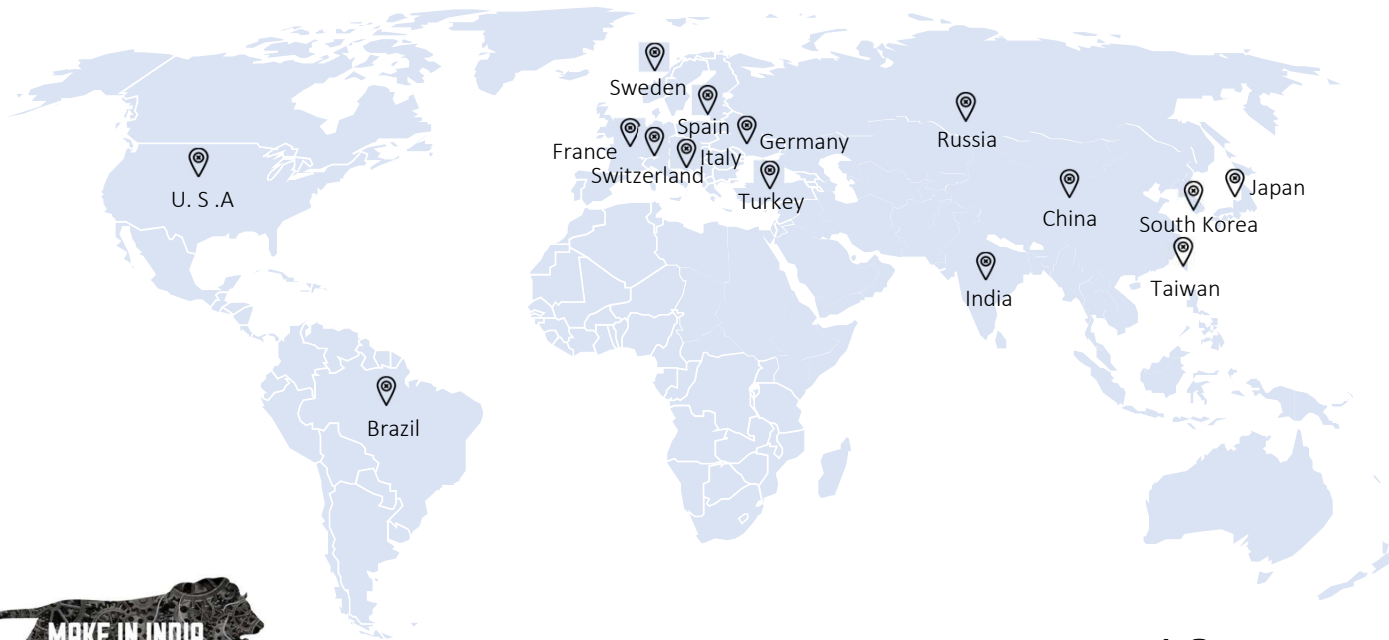 Sweden
Spain
Germany
France
Italy
Switzerland
Turkey
Russia
U. S .A
China
Japan
South Korea
India
Taiwan
Brazil
MAKE IN INDIA